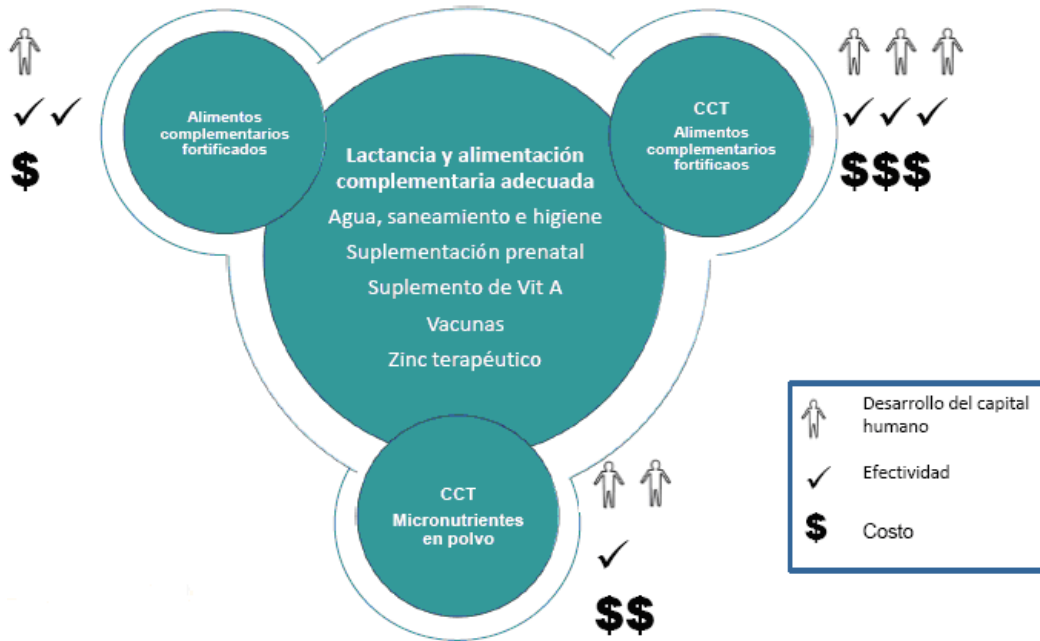 Alimentos
complementarios
fortificados
$
CCT
Alimentos
complementarios
fortificaos
$$$
Lactancia y alimentación
complementaria adecuada
Agua, saneamiento e higiene
Suplementación prenatal
Suplemento de Vit A
Vacunas
Zinc terapéutico
CCT
Micronutrientes
en polvo
$$
Desarrollo del capital
humano
Efectividad
$ Costo